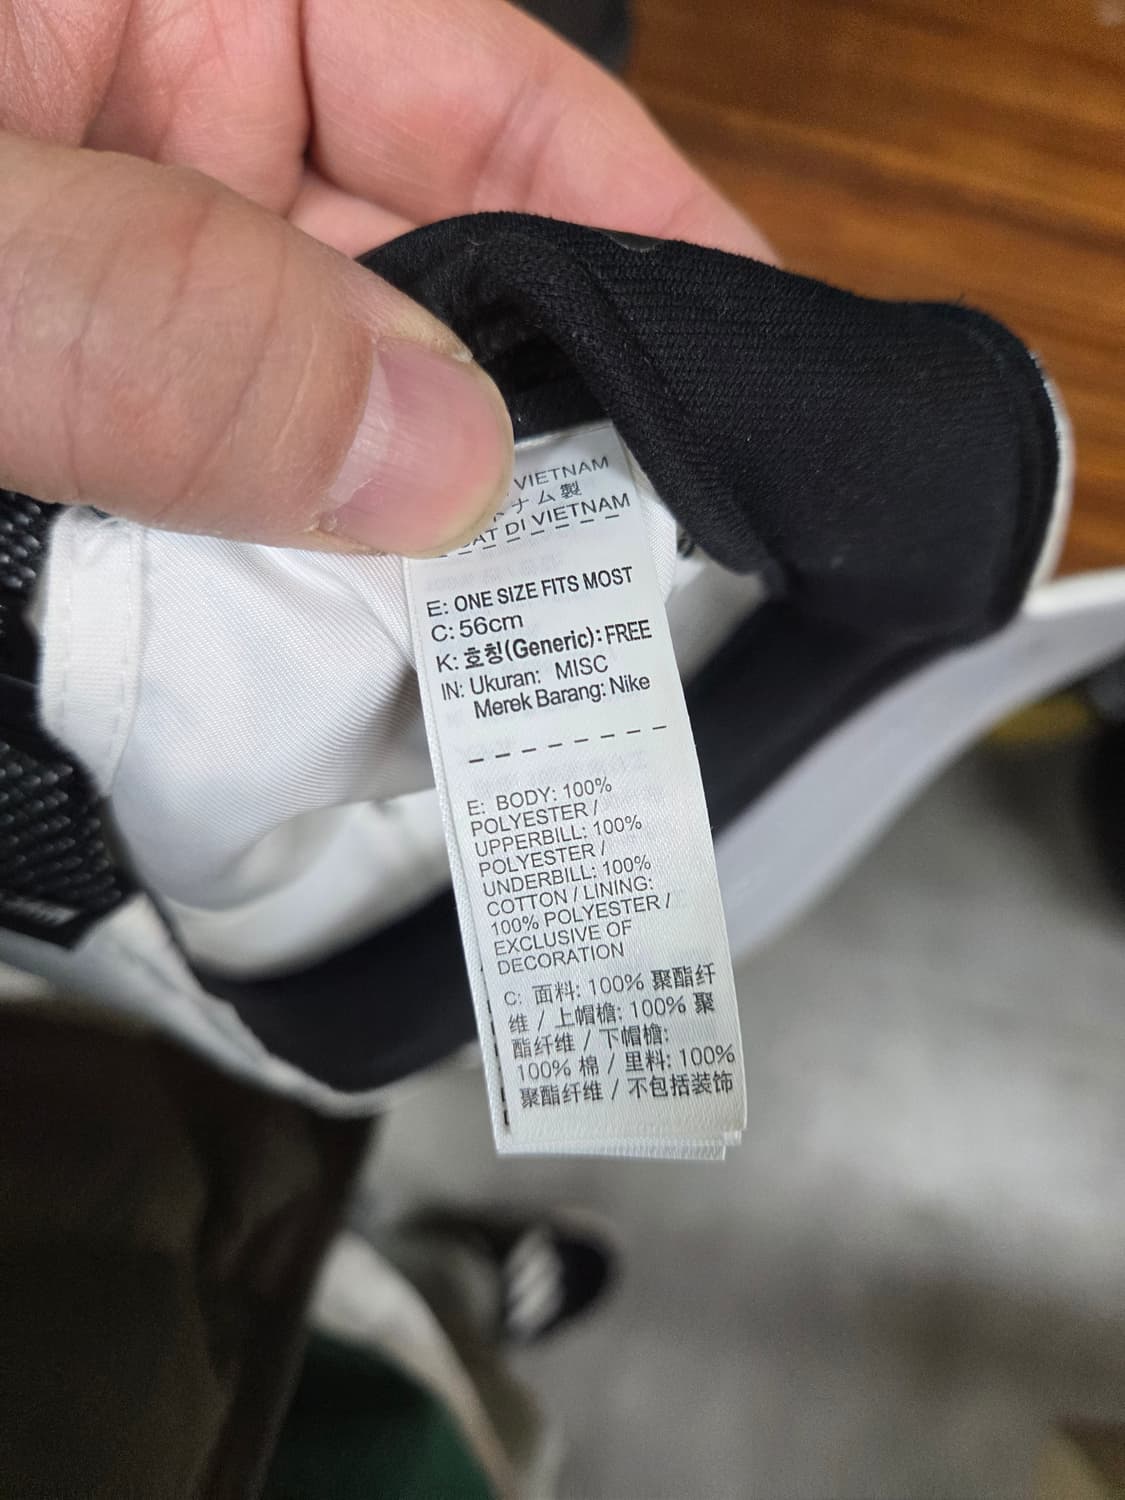 VIETNAM
ナム製
DI VIETNAM
E: ONE SIZE FITS MOST
C: 56cm
K: 호칭(Generic): FREE
IN: Ukuran: MISC
Merek Barang: Nike
E: BODY: 100%
POLYESTER /
UPPERBILL: 100%
POLYESTER /
UNDERBILL: 100%
COTTON / LINING:
100% POLYESTER /
EXCLUSIVE OF
DECORATION
C: 面料: 100% 聚酯纤
维 / 上帽檐: 100% 聚
酯纤维 / 下帽檐:
100% 棉 / 里料: 100%
聚酯纤维 / 不包括装饰